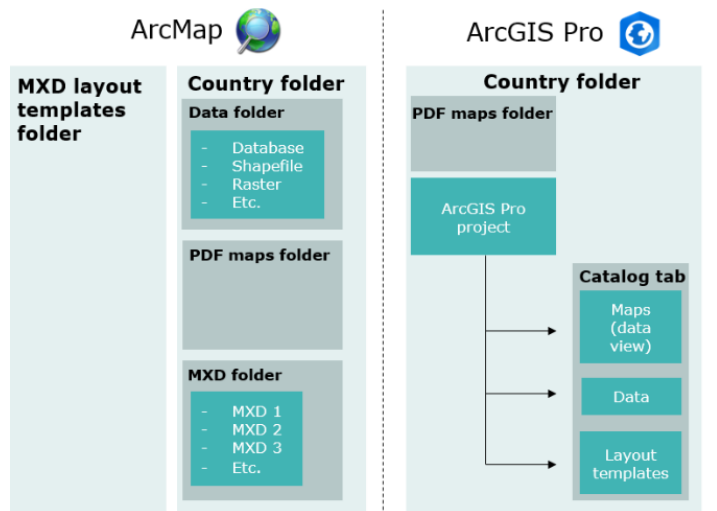 ArcMap
MXD layout
templates
folder
Country folder
Data folder
- Database
- Shapefile
- Raster
- Etc.
PDF maps folder
MXD folder
- MXD 1
- MXD 2
- MXD 3
- Etc.
ArcGIS Pro
Country folder
PDF maps folder
ArcGIS Pro
project
Catalog tab
Maps
(data
view)
Data
Layout
templates